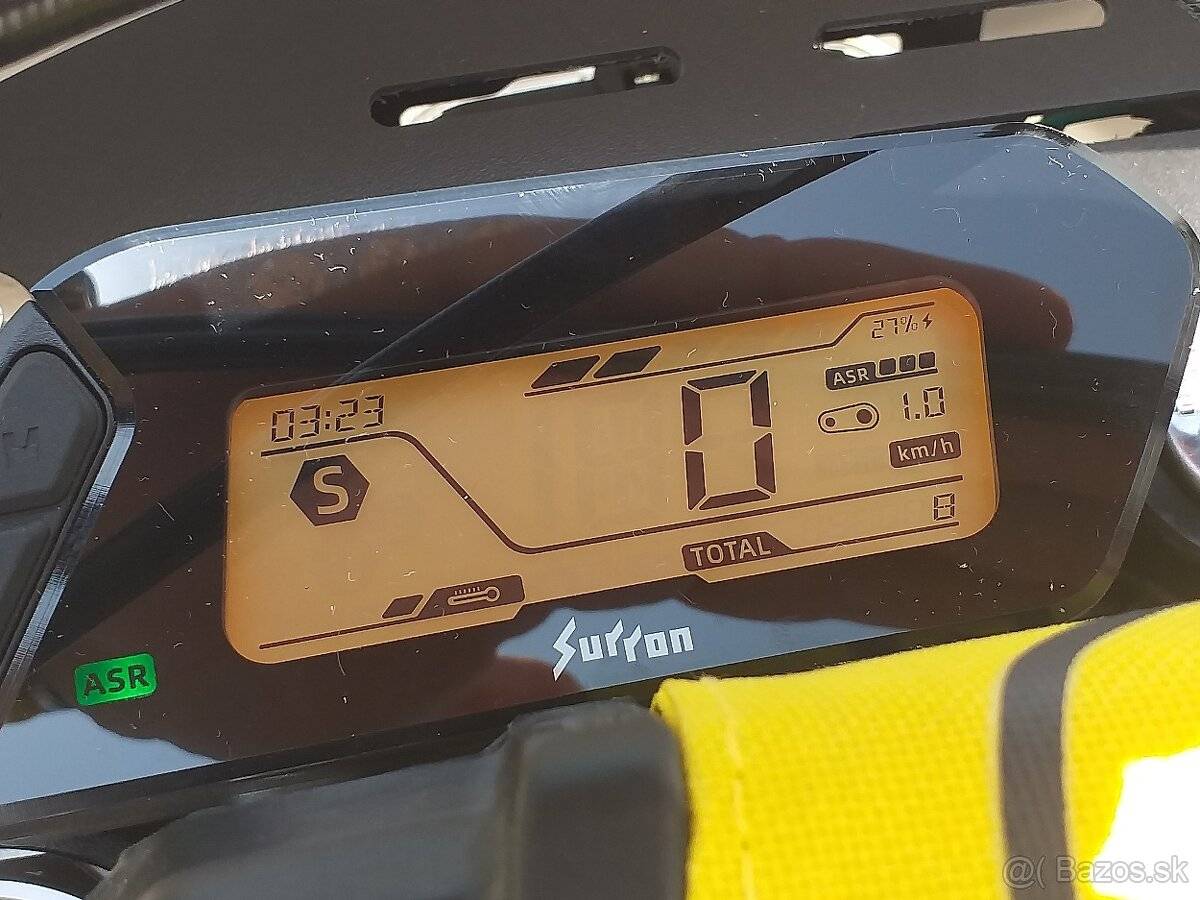 27%
03:23
ASR
1.0
0
S
km/h
8
TOTAL
Surron
ASR
M
@( Bazos.sk